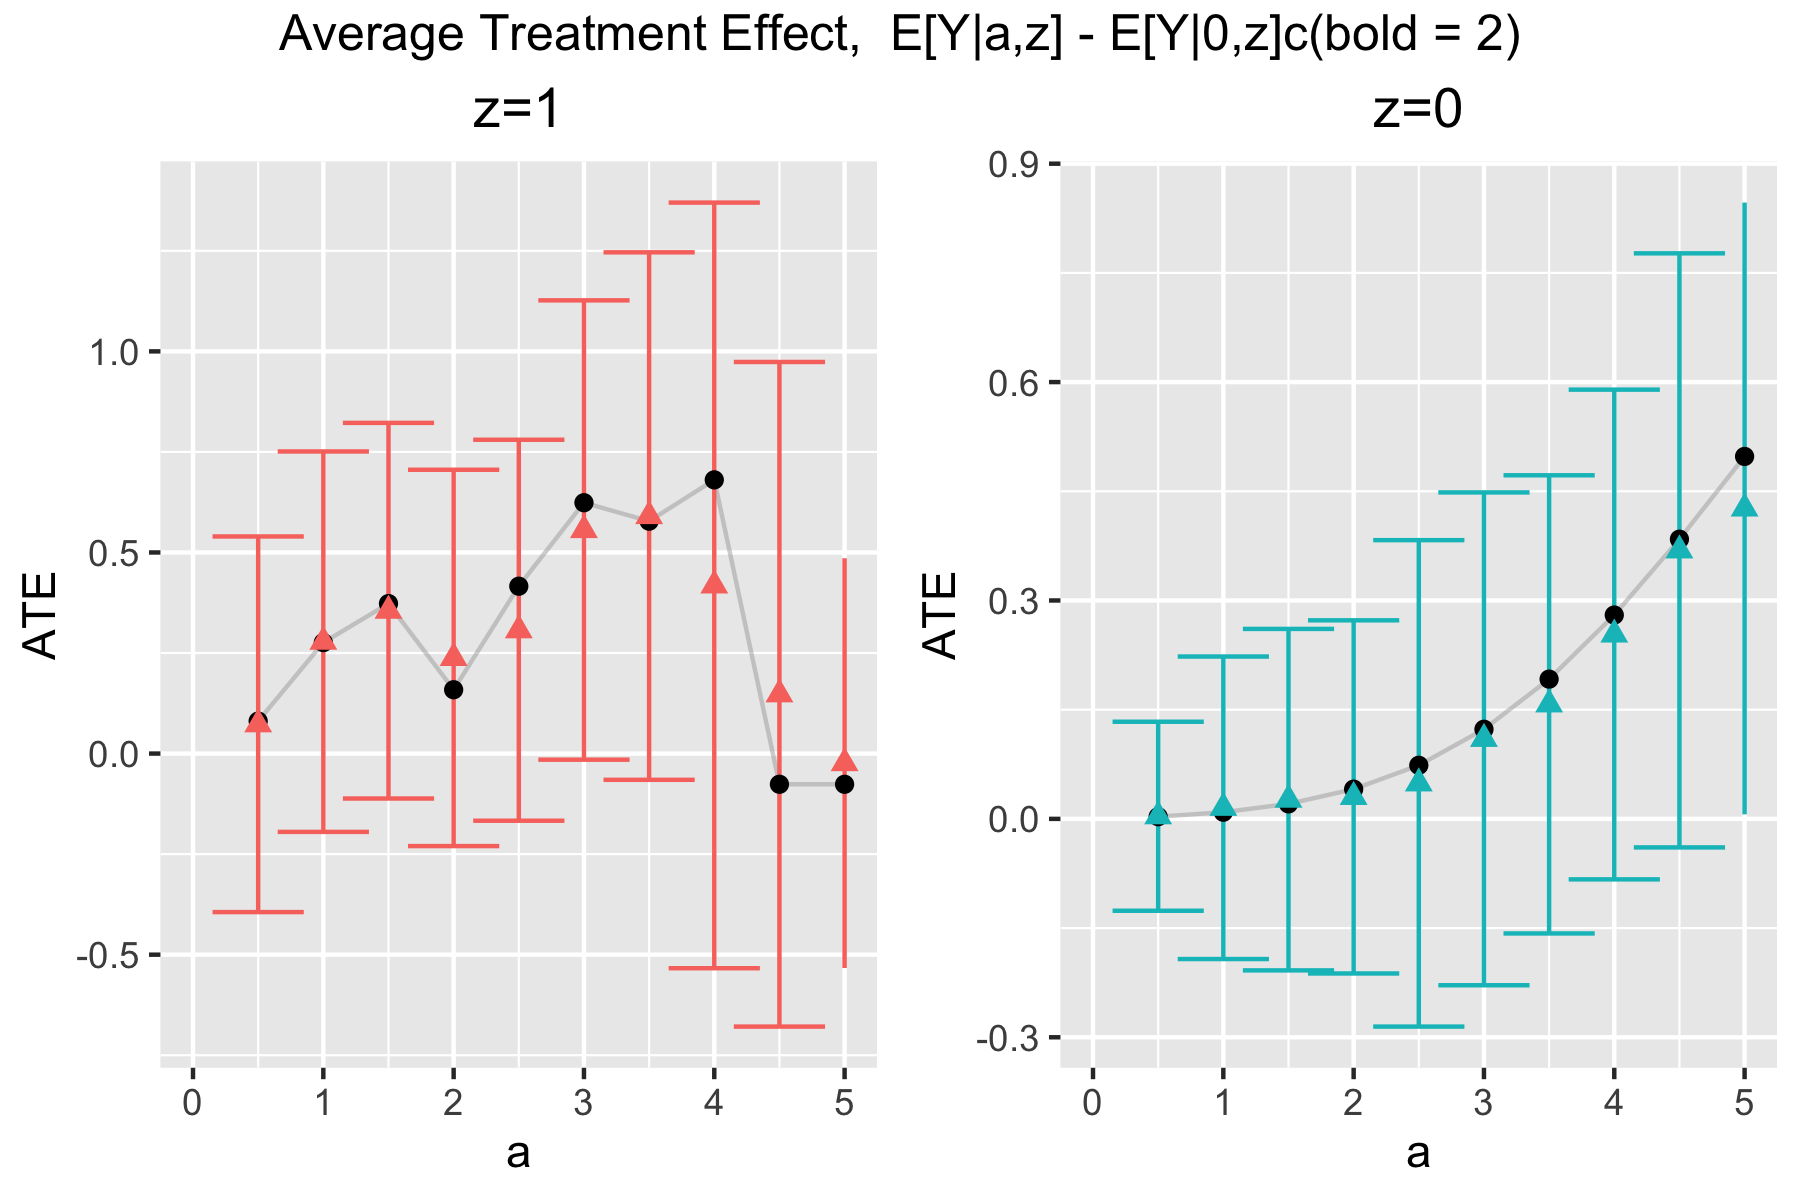 Average Treatment Effect,  E[Y|a,z] - E[Y|0,z]c(bold = 2)
z=1
z=0
ATE
1.0
0.5
0.0
-0.5
0 1 2 3 4 5
a
ATE
0.9
0.6
0.3
0.0
-0.3
0 1 2 3 4 5
a